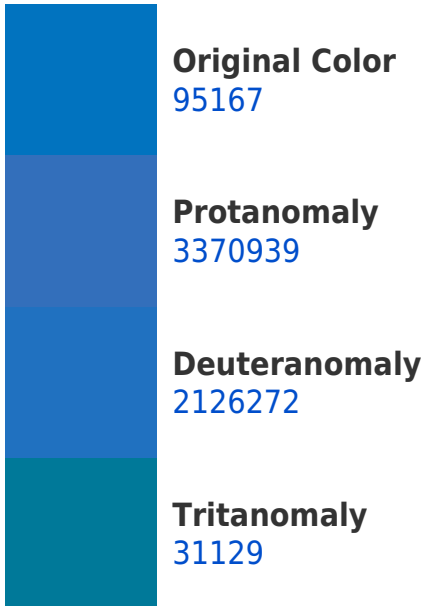 Original Color
95167
Protanomaly
3370939
Deuteranomaly
2126272
Tritanomaly
31129